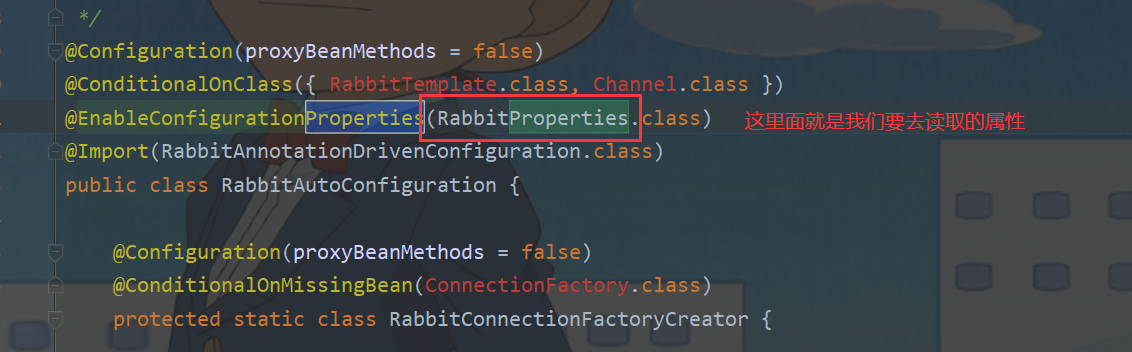 */
@Configuration(proxyBeanMethods = false)
@ConditionalOnClass({ RabbitTemplate.class, Channel.class })
@EnableConfigurationProperties(RabbitProperties.class) 这里面就是我们要去读取的属性
@Import(RabbitAnnotationDrivenConfiguration.class)
public class RabbitAutoConfiguration {
@Configuration(proxyBeanMethods = false)
@ConditionalOnMissingBean(ConnectionFactory.class)
protected static class RabbitConnectionFactoryCreator {